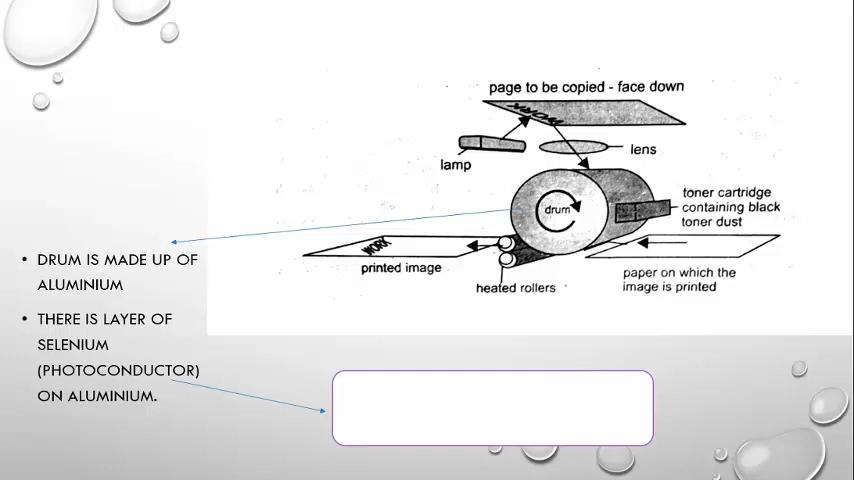 page to be copied - face down
WORK
lamp
lens
drum
toner cartridge
containing black
toner dust
WORK
printed image
heated rollers
paper on which the
image is printed
• DRUM IS MADE UP OF
ALUMINIUM
• THERE IS LAYER OF
SELENIUM
(PHOTOCONDUCTOR)
ON ALUMINIUM.